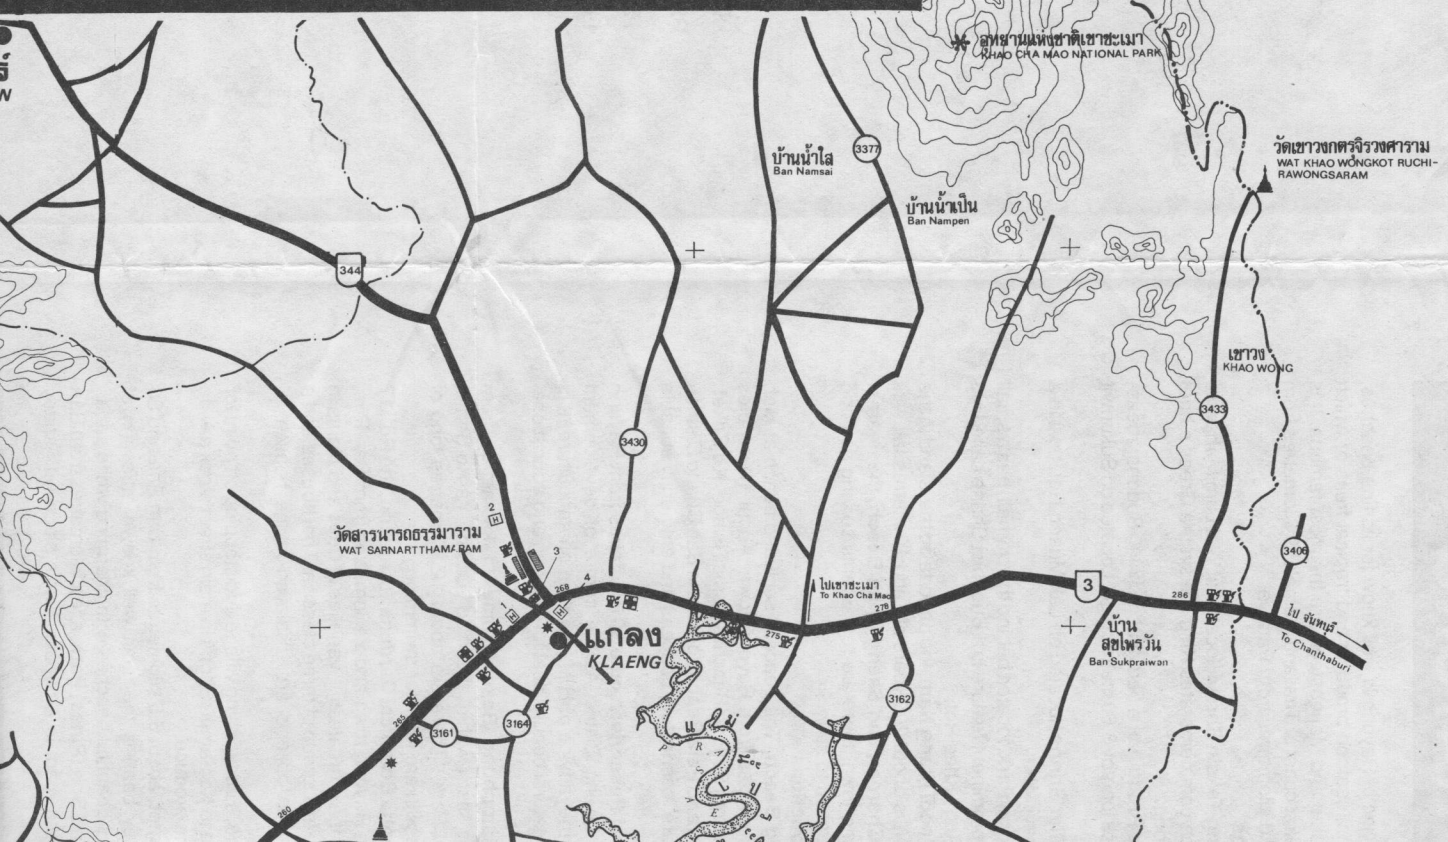 อุทยานแห่งชาติเขาชะเมา
KHAO CHA MAO NATIONAL PARK
วัดเขาวงกตรุจิรวงศาราม
WAT KHAO WONGKOT RUCHI-
RAWONGSARAM
3377
บ้านน้ำใส
Ban Namsai
บ้านน้ำเป็น
Ban Nampen
344
เขาวง
KHAO WONG
3433
3430
2
H
วัดสารนารถธรรมาราม
WAT SARNARTTHAMARAM
3
4
268
1
H
H
3406
ไปเขาชะเมา
To Khao Cha Mao
3
286
278
275
ไป จันทบุรี
To Chanthaburi
แกลง
KLAENG
บ้าน
สุขไพรวัน
Ban Sukpraiwan
265
3161
3164
3162
260